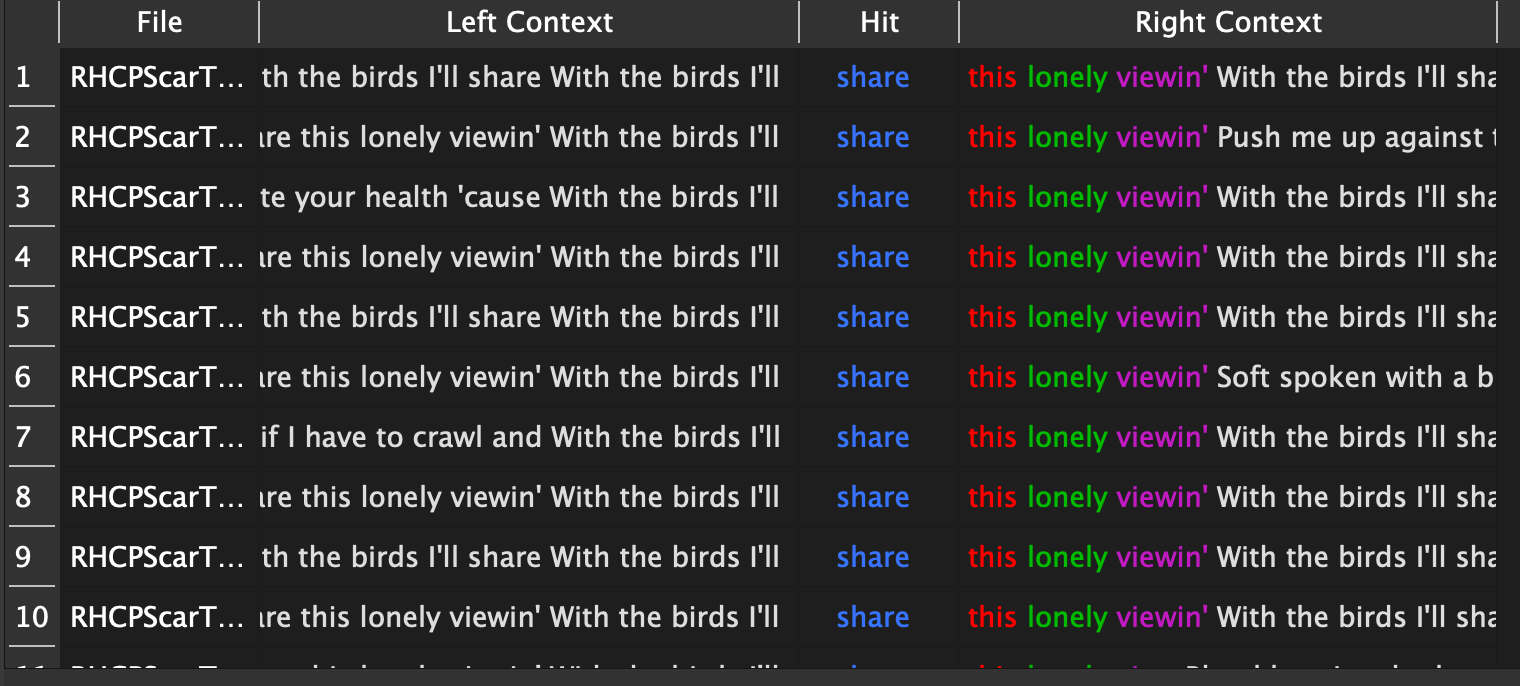 File Left Context Hit Right Context
1 RHCPScarT… th the birds I'll share With the birds I'll share this lonely viewin' With the birds I'll sha
2 RHCPScarT… are this lonely viewin' With the birds I'll share this lonely viewin' Push me up against t
3 RHCPScarT… te your health 'cause With the birds I'll share this lonely viewin' With the birds I'll sha
4 RHCPScarT… are this lonely viewin' With the birds I'll share this lonely viewin' With the birds I'll sha
5 RHCPScarT… th the birds I'll share With the birds I'll share this lonely viewin' With the birds I'll sha
6 RHCPScarT… are this lonely viewin' With the birds I'll share this lonely viewin' Soft spoken with a b
7 RHCPScarT… if I have to crawl and With the birds I'll share this lonely viewin' With the birds I'll sha
8 RHCPScarT… are this lonely viewin' With the birds I'll share this lonely viewin' With the birds I'll sha
9 RHCPScarT… th the birds I'll share With the birds I'll share this lonely viewin' With the birds I'll sha
10 RHCPScarT… are this lonely viewin' With the birds I'll share this lonely viewin' With the birds I'll sha